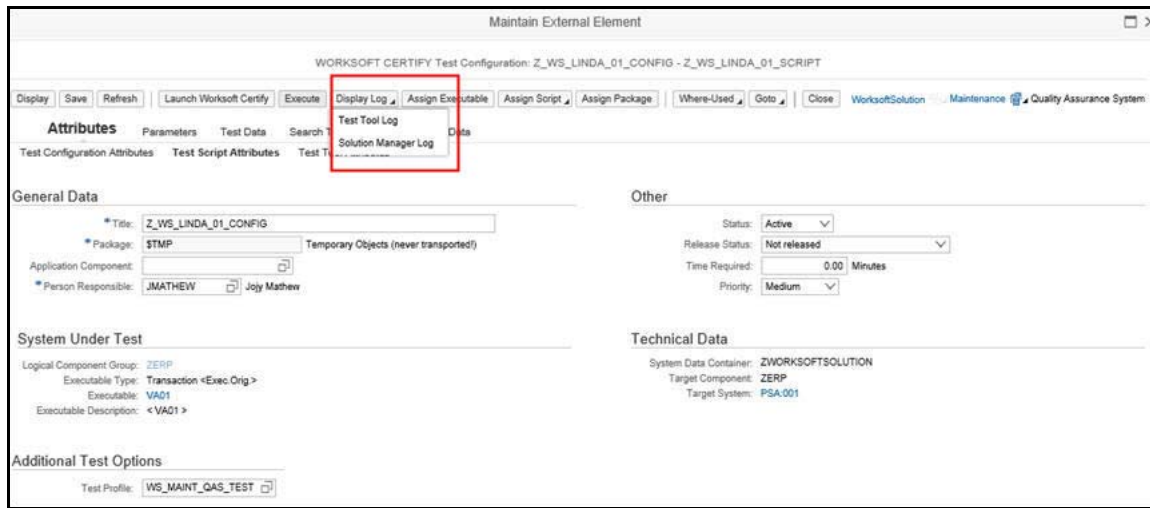 Maintain External Element
WORKSOFT CERTIFY Test Configuration: Z_WS_LINDA_01_CONFIG - Z_WS_LINDA_01_SCRIPT
Display Save Refresh Launch Worksoft Certify Execute Display Log Assign Executable Assign Script Assign Package Where-Used Goto Close WorksoftSolution Maintenance Quality Assurance System
Test Tool Log
Solution Manager Log
Attributes Parameters Test Data Search T Data
Test Configuration Attributes Test Script Attributes Test
General Data
*Title: Z_WS_LINDA_01_CONFIG
*Package: $TMP Temporary Objects (never transported!)
Application Component:
*Person Responsible: JMATHEW Jojy Mathew
Other
Status: Active
Release Status: Not released
Time Required: 0.00 Minutes
Priority: Medium
System Under Test
Logical Component Group: ZERP
Executable Type: Transaction <Exec.Orig.>
Executable: VA01
Executable Description: < VA01 >
Technical Data
System Data Container: ZWORKSOFTSOLUTION
Target Component: ZERP
Target System: PSA:001
Additional Test Options
Test Profile: WS_MAINT_QAS_TEST